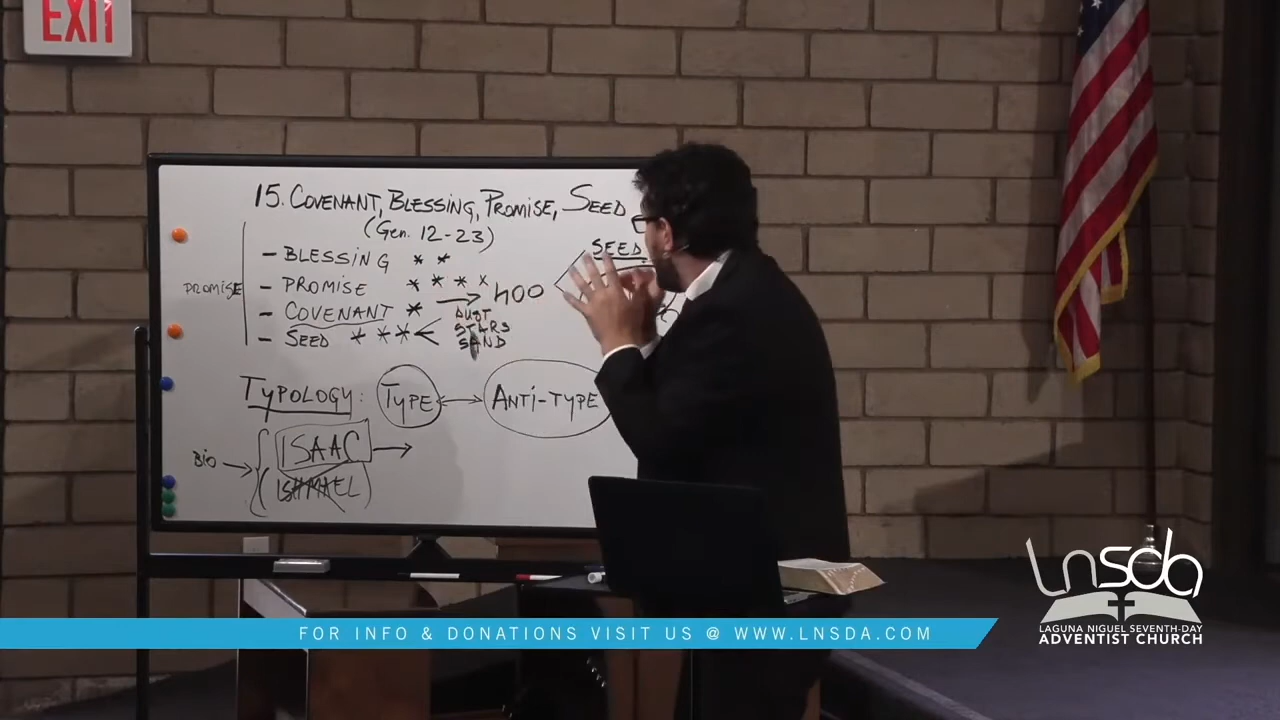 EXIT
15. COVENANT, BLESSING, PROMISE, SEED
(Gen. 12-23)
PROMISE
- BLESSING * *
- PROMISE * * * *
- COVENANT * → 400
- SEED * * * < DUST
STARS
SAND
SEED
TYPOLOGY: TYPE ↔ ANTI-TYPE
BIO → ISAAC →
ISHMAEL
FOR INFO & DONATIONS VISIT US @ WWW.LNSDA.COM
LNSDA
LAGUNA NIGUEL SEVENTH-DAY
ADVENTIST CHURCH